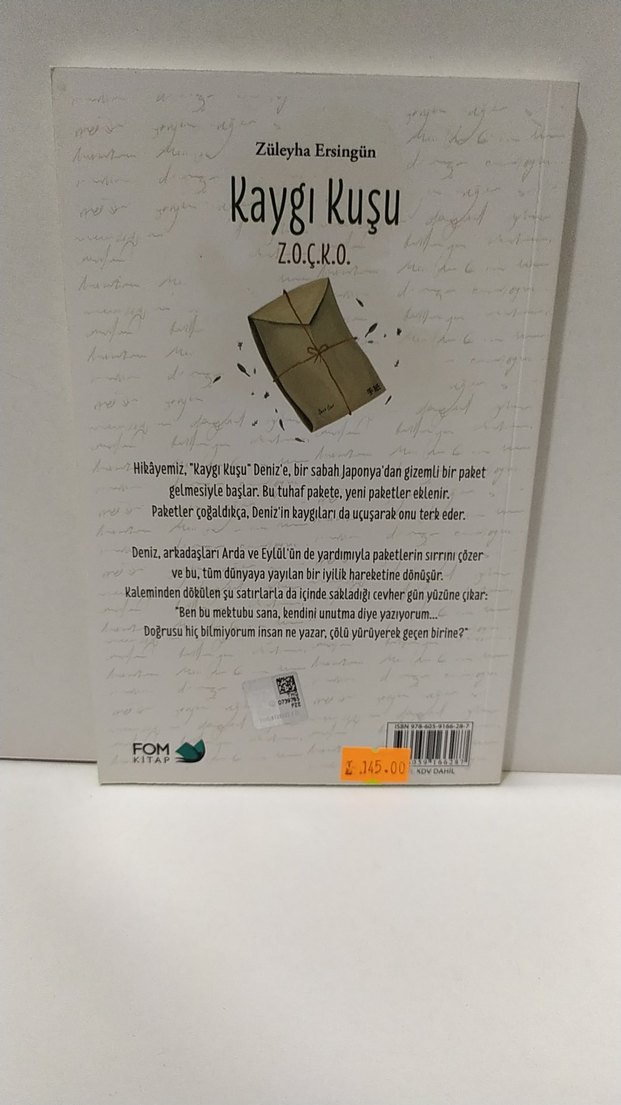 Züleyha Ersingün
Kaygı Kuşu
Z.O.Ç.K.O.
手紙
Hikâyemiz, "Kaygı Kuşu" Deniz'e, bir sabah Japonya'dan gizemli bir paket
gelmesiyle başlar. Bu tuhaf pakete, yeni paketler eklenir.
Paketler çoğaldıkça, Deniz'in kaygıları da uçuşarak onu terk eder.
Deniz, arkadaşları Arda ve Eylül'ün de yardımıyla paketlerin sırrını çözer
ve bu, tüm dünyaya yayılan bir iyilik hareketine dönüşür.
Kaleminden dökülen şu satırlarla da içinde sakladığı cevher gün yüzüne çıkar:
"Ben bu mektubu sana, kendini unutma diye yazıyorum...
Doğrusu hiç bilmiyorum insan ne yazar, çölü yürüyerek geçen birine?"
ISBN 978-605-9166-28-7
FOM
KİTAP
145.00
KDV DAHİL